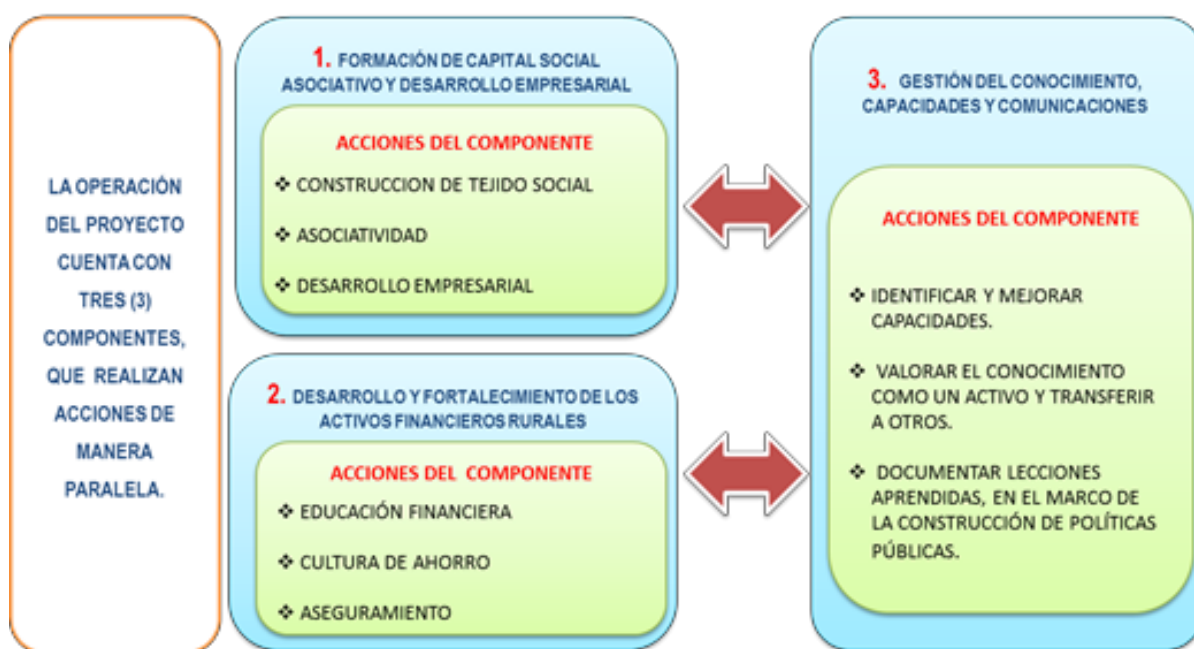 LA OPERACIÓN
DEL PROYECTO
CUENTA CON
TRES (3)
COMPONENTES,
QUE REALIZAN
ACCIONES DE
MANERA
PARALELA.
1. FORMACIÓN DE CAPITAL SOCIAL
ASOCIATIVO Y DESARROLLO EMPRESARIAL
ACCIONES DEL COMPONENTE
❖ CONSTRUCCION DE TEJIDO SOCIAL
❖ ASOCIATIVIDAD
❖ DESARROLLO EMPRESARIAL
2. DESARROLLO Y FORTALECIMIENTO DE LOS
ACTIVOS FINANCIEROS RURALES
ACCIONES DEL COMPONENTE
❖ EDUCACIÓN FINANCIERA
❖ CULTURA DE AHORRO
❖ ASEGURAMIENTO
3. GESTIÓN DEL CONOCIMIENTO,
CAPACIDADES Y COMUNICACIONES
ACCIONES DEL COMPONENTE
❖ IDENTIFICAR Y MEJORAR
CAPACIDADES.
❖ VALORAR EL CONOCIMIENTO
COMO UN ACTIVO Y TRANSFERIR
A OTROS.
❖ DOCUMENTAR LECCIONES
APRENDIDAS, EN EL MARCO DE
LA CONSTRUCCIÓN DE POLÍTICAS
PÚBLICAS.